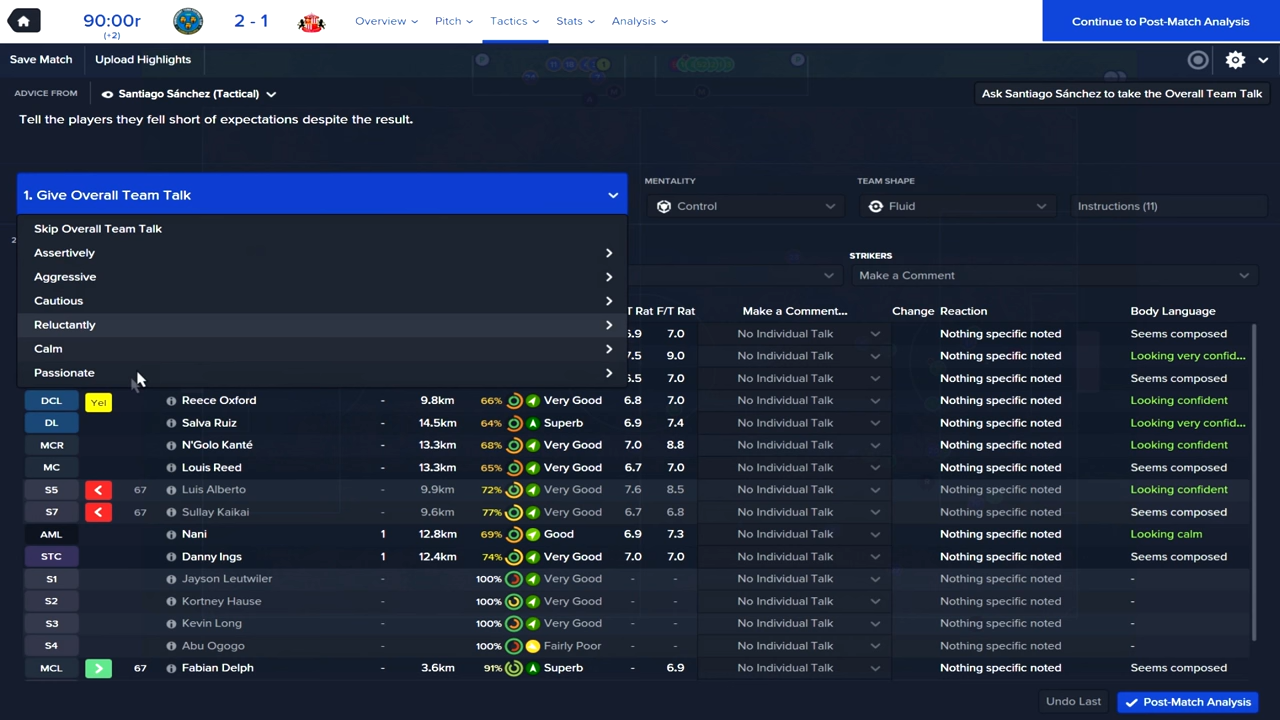 90:00r 2 - 1 Overview Pitch Tactics Stats Analysis Continue to Post-Match Analysis
(+2)
Save Match Upload Highlights
ADVICE FROM Santiago Sánchez (Tactical) Ask Santiago Sánchez to take the Overall Team Talk
Tell the players they fell short of expectations despite the result.
MENTALITY TEAM SHAPE
1. Give Overall Team Talk Control Fluid Instructions (11)
Skip Overall Team Talk
2
Assertively STRIKERS
Aggressive Make a Comment
Cautious T Rat F/T Rat Make a Comment... Change Reaction Body Language
Reluctantly 6.9 7.0 No Individual Talk Nothing specific noted Seems composed
Calm 7.5 9.0 No Individual Talk Nothing specific noted Looking very confid...
Passionate 6.5 7.0 No Individual Talk Nothing specific noted Seems composed
DCL Yel Reece Oxford - 9.8km 66% Very Good 6.8 7.0 No Individual Talk Nothing specific noted Looking confident
DL Salva Ruiz - 14.5km 64% Superb 6.9 7.4 No Individual Talk Nothing specific noted Looking very confid...
MCR N'Golo Kanté - 13.3km 68% Very Good 7.0 8.8 No Individual Talk Nothing specific noted Looking confident
MC Louis Reed - 13.3km 65% Very Good 6.7 7.0 No Individual Talk Nothing specific noted Seems composed
S5 67 Luis Alberto - 9.9km 72% Very Good 7.6 8.5 No Individual Talk Nothing specific noted Looking confident
S7 67 Sullay Kaikai - 9.6km 77% Very Good 6.7 6.8 No Individual Talk Nothing specific noted Seems composed
AML Nani 1 12.8km 69% Good 6.9 7.3 No Individual Talk Nothing specific noted Looking calm
STC Danny Ings 1 12.4km 74% Very Good 7.0 7.0 No Individual Talk Nothing specific noted Seems composed
S1 Jayson Leutwiler - 100% Very Good - - No Individual Talk Nothing specific noted -
S2 Kortney Hause - 100% Very Good - - No Individual Talk Nothing specific noted -
S3 Kevin Long - 100% Very Good - - No Individual Talk Nothing specific noted -
S4 Abu Ogogo - 100% Fairly Poor - - No Individual Talk Nothing specific noted -
MCL 67 Fabian Delph - 3.6km 91% Superb - 6.9 No Individual Talk Nothing specific noted Seems composed
Undo Last Post-Match Analysis